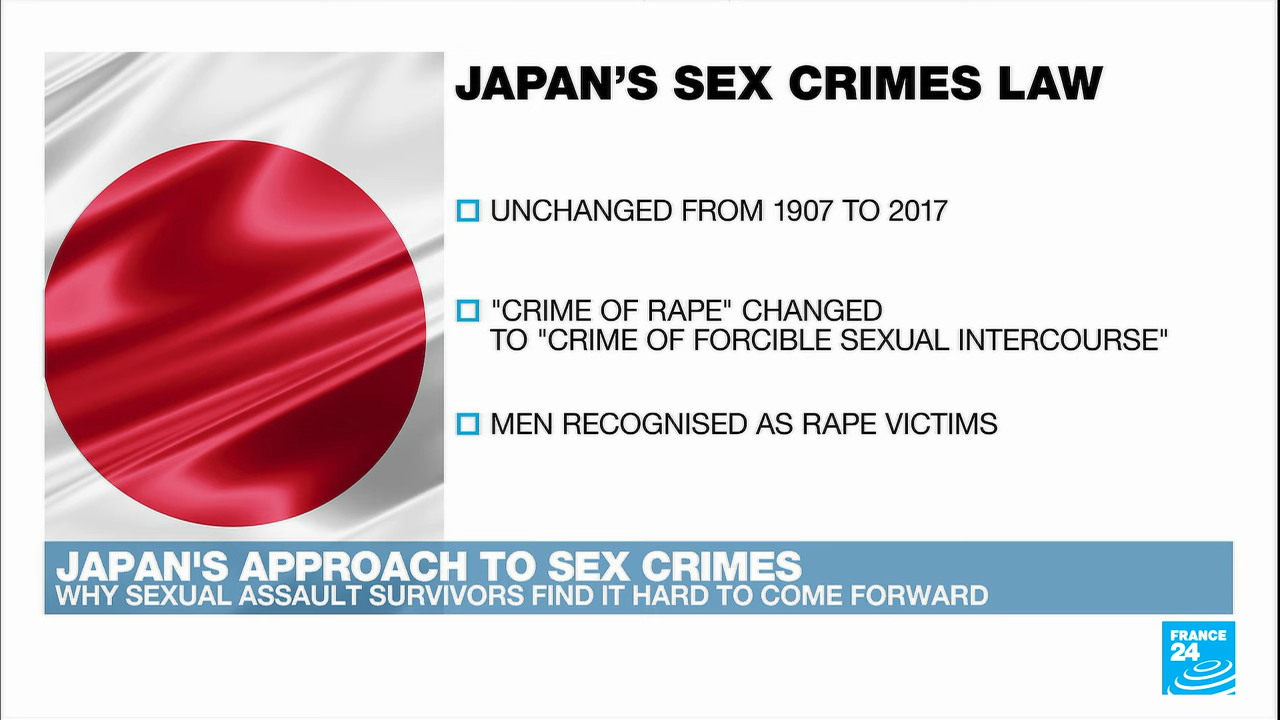 JAPAN’S SEX CRIMES LAW
UNCHANGED FROM 1907 TO 2017
"CRIME OF RAPE" CHANGED
TO "CRIME OF FORCIBLE SEXUAL INTERCOURSE"
MEN RECOGNISED AS RAPE VICTIMS
JAPAN'S APPROACH TO SEX CRIMES
WHY SEXUAL ASSAULT SURVIVORS FIND IT HARD TO COME FORWARD
FRANCE
24